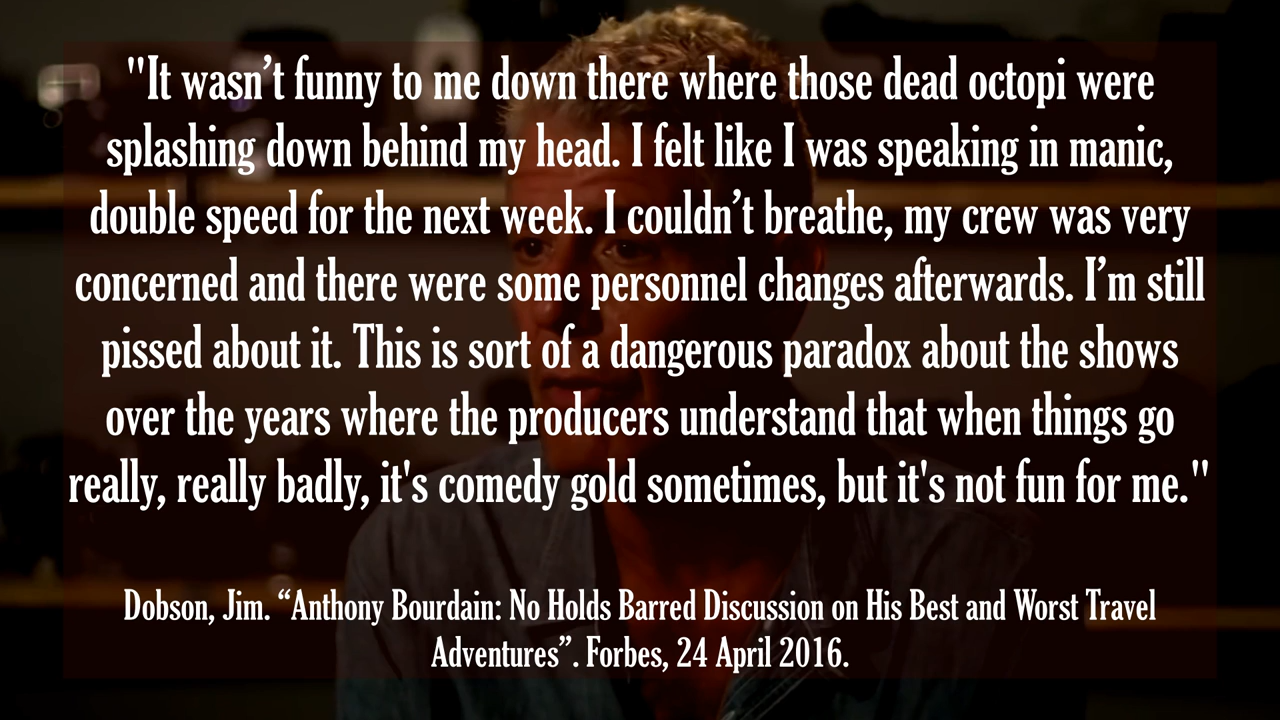 "It wasn’t funny to me down there where those dead octopi were
splashing down behind my head. I felt like I was speaking in manic,
double speed for the next week. I couldn’t breathe, my crew was very
concerned and there were some personnel changes afterwards. I’m still
pissed about it. This is sort of a dangerous paradox about the shows
over the years where the producers understand that when things go
really, really badly, it's comedy gold sometimes, but it's not fun for me."
Dobson, Jim. “Anthony Bourdain: No Holds Barred Discussion on His Best and Worst Travel
Adventures”. Forbes, 24 April 2016.